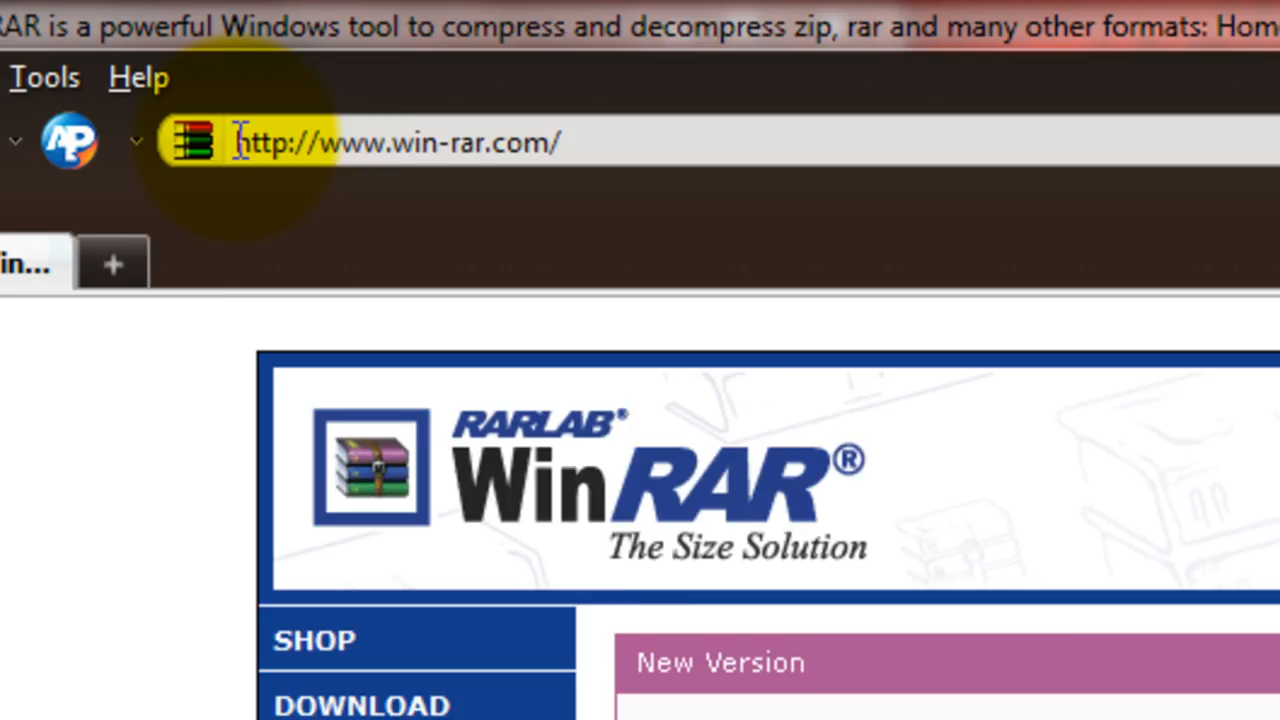 RAR is a powerful Windows tool to compress and decompress zip, rar and many other formats: Hom
Tools Help
AP http://www.win-rar.com/
in... +
RARLAB®
WinRAR®
The Size Solution
SHOP
New Version
DOWNLOAD